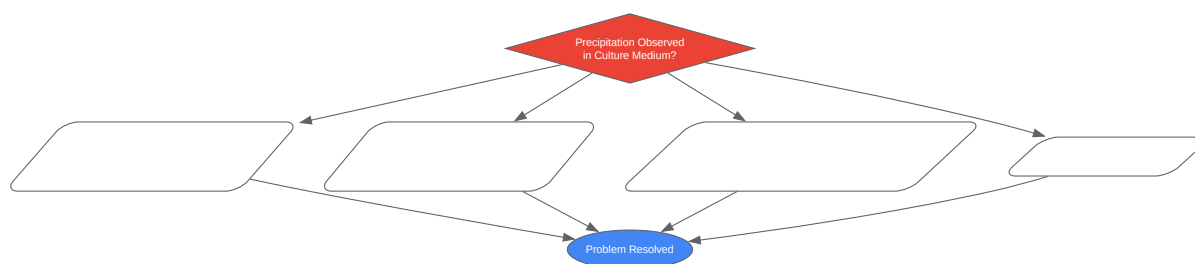 Precipitation Observed
in Culture Medium?
Problem Resolved